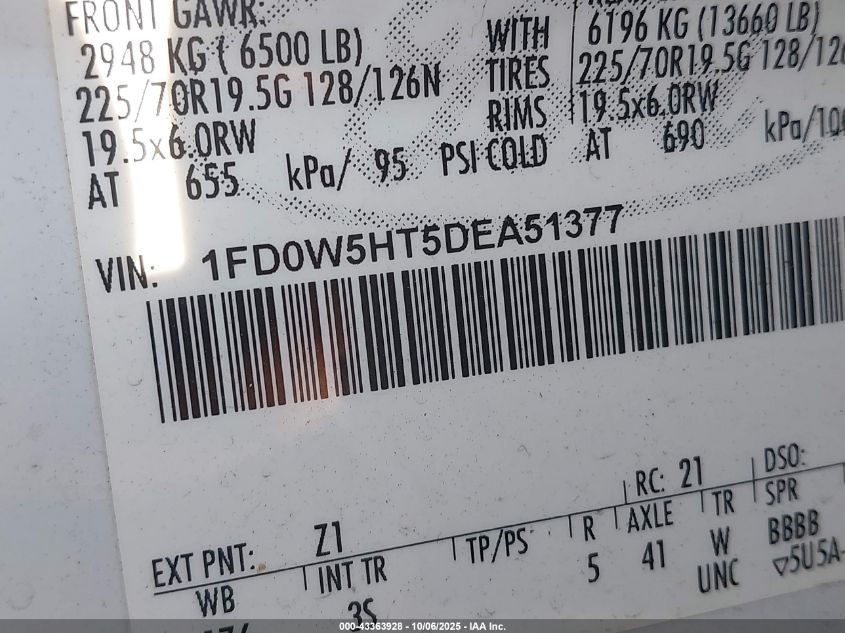 FRONT GAWR:
2948 KG ( 6500 LB)
225/70R19.5G 128/126N
19.5x6.0RW
AT 655 kPa/ 95 PSI COLD
WITH
TIRES
RIMS
6196 KG (13660 LB)
225/70R19.5G 128/
19.5x6.0RW
AT 690 kPa/
VIN: 1FD0W5HT5DEA51377
EXT PNT: Z1 RC: 21 DSO:
WB INT TR TP/PS R AXLE TR SPR
3S 5 41 W BBBB
UNC ▽5U5A-
000-43363928 - 10/06/2025 - IAA Inc.